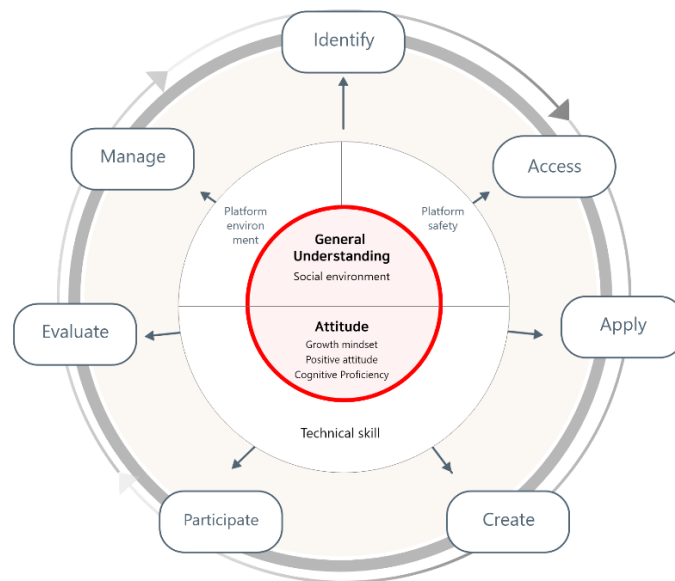 Identify
Manage
Access
Platform
environ
ment
Platform
safety
General
Understanding
Social environment
Evaluate
Apply
Attitude
Growth mindset
Positive attitude
Cognitive Proficiency
Technical skill
Participate
Create